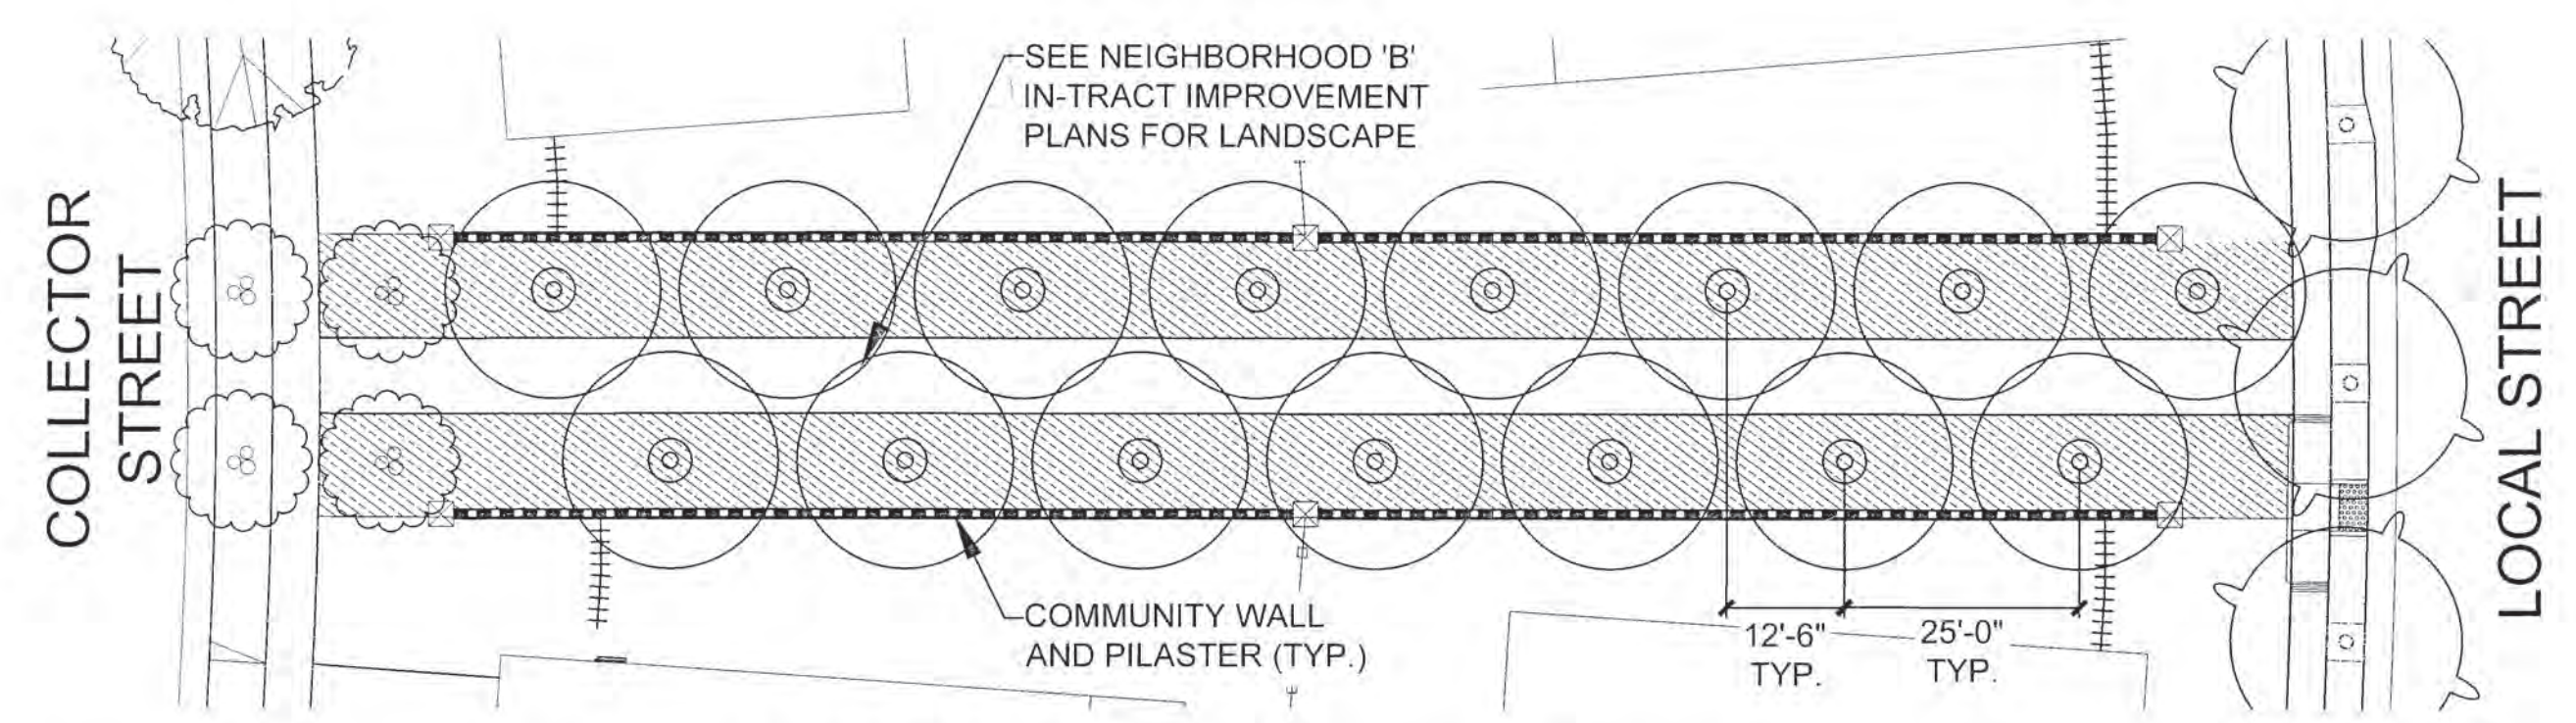 COLLECTOR
STREET
SEE NEIGHBORHOOD 'B'
IN-TRACT IMPROVEMENT
PLANS FOR LANDSCAPE
COMMUNITY WALL
AND PILASTER (TYP.)
12'-6"
TYP.
25'-0"
TYP.
LOCAL STREET